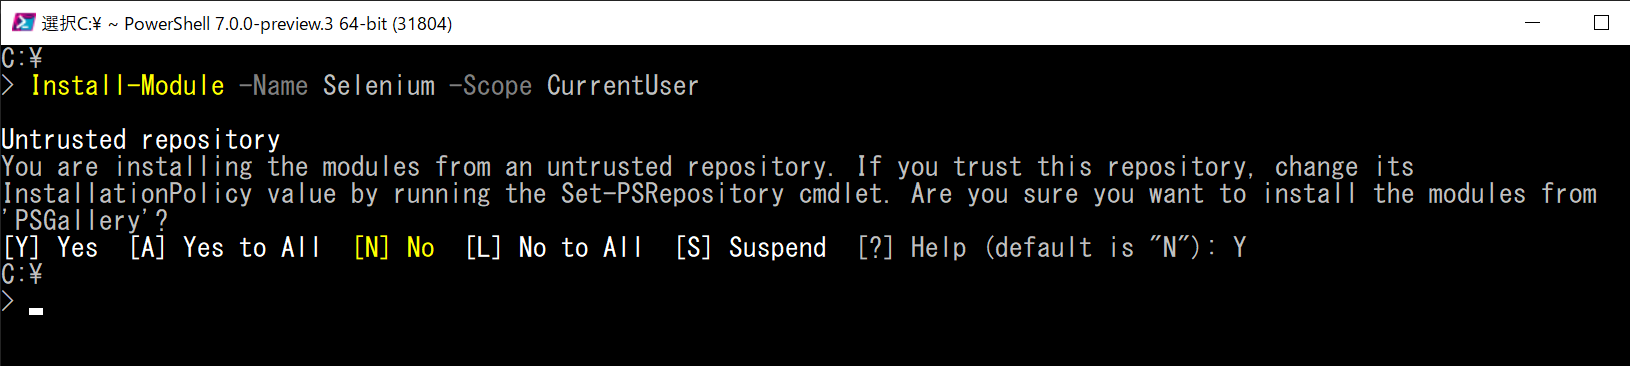 選択C:¥ ~ PowerShell 7.0.0-preview.3 64-bit (31804)
C:¥
> Install-Module -Name Selenium -Scope CurrentUser
Untrusted repository
You are installing the modules from an untrusted repository. If you trust this repository, change its
InstallationPolicy value by running the Set-PSRepository cmdlet. Are you sure you want to install the modules from
'PSGallery'?
[Y] Yes  [A] Yes to All  [N] No  [L] No to All  [S] Suspend  [?] Help (default is "N"): Y
C:¥
>